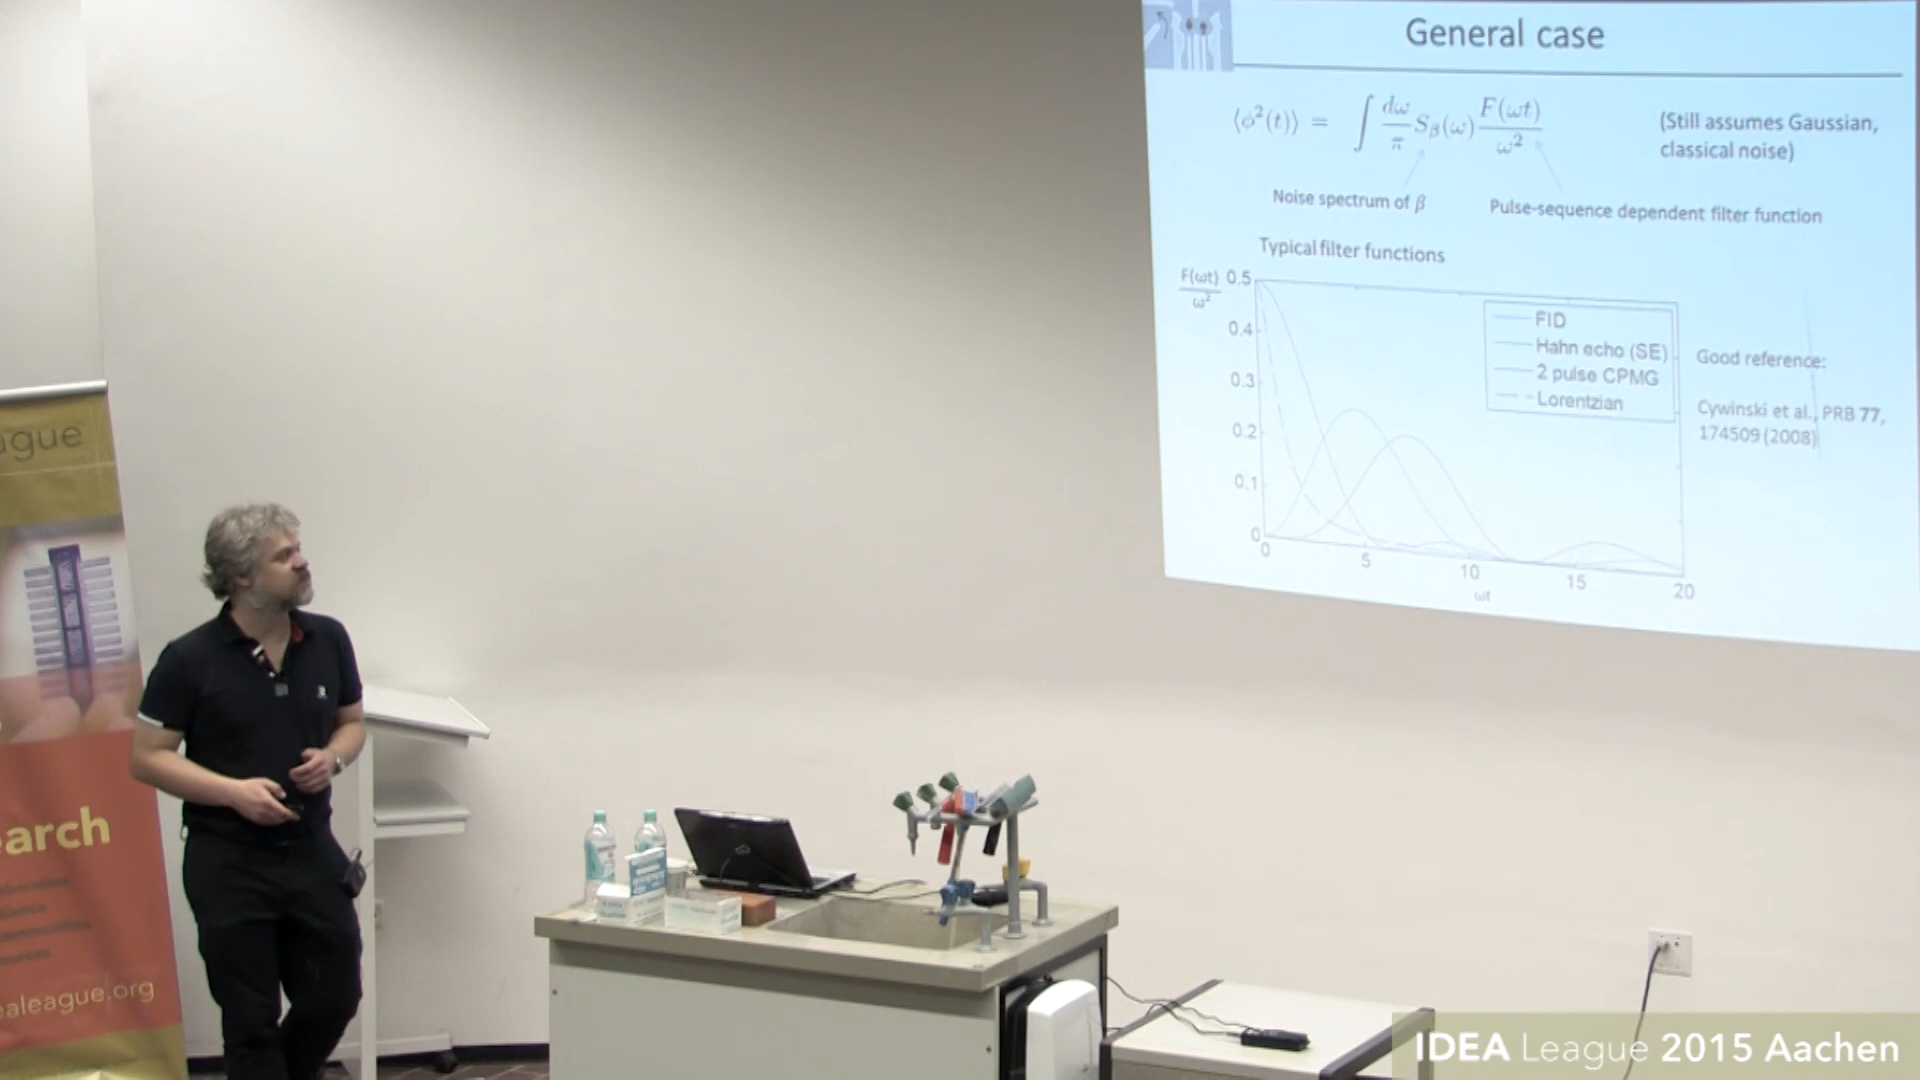 General case
⟨ϕ²(t)⟩ = ∫ dω/π S_β(ω) F(ωt)/ω²
(Still assumes Gaussian,
classical noise)
Noise spectrum of β
Pulse-sequence dependent filter function
Typical filter functions
F(ωt)/ω²
0.5
0.4
0.3
0.2
0.1
0
0 5 10 15 20
ωt
FID
Hahn echo (SE)
2 pulse CPMG
Lorentzian
Good reference:
Cywinski et al., PRB 77,
174509 (2008)
ague
earch
ealeague.org
IDEA League 2015 Aachen